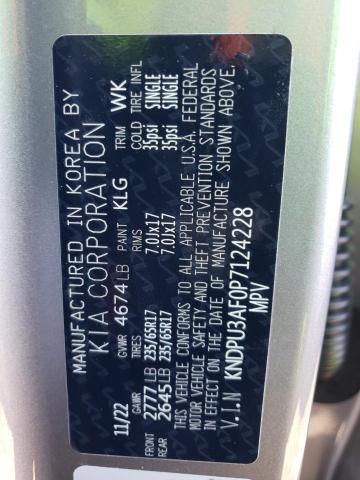 MANUFACTURED IN KOREA BY
KIA CORPORATION
11/22 GVWR 4674 LB PAINT KLG TRIM WK
GAWR TIRES RIMS COLD TIRE INFL
FRONT 2777 LB 235/65R17 7.0JX17 35psi SINGLE
REAR 2645 LB 235/65R17 7.0JX17 35psi SINGLE
THIS VEHICLE CONFORMS TO ALL APPLICABLE U.S.A. FEDERAL
MOTOR VEHICLE SAFETY AND THEFT PREVENTION STANDARDS
IN EFFECT ON THE DATE OF MANUFACTURE SHOWN ABOVE.
V.I.N KNDPU3AF0P7124228
MPV